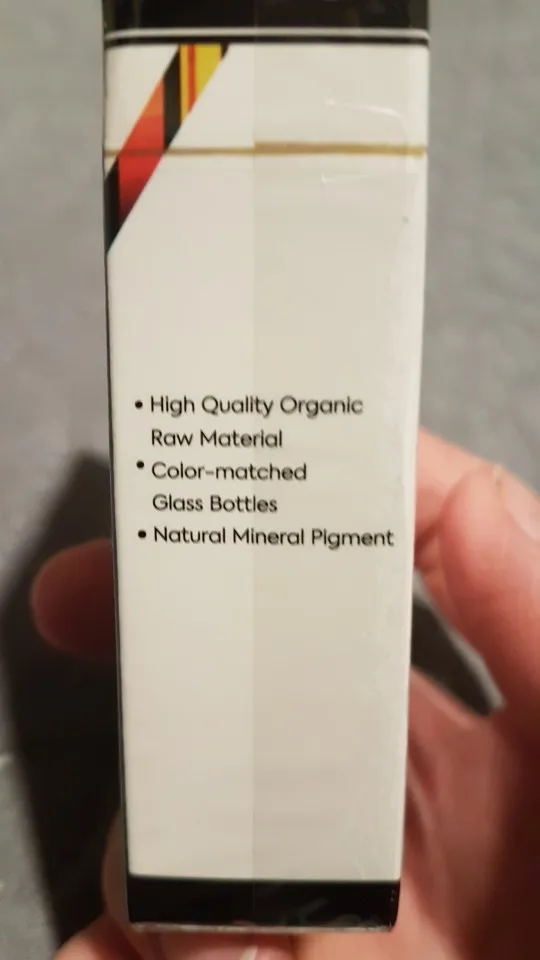 • High Quality Organic
Raw Material
• Color-matched
Glass Bottles
• Natural Mineral Pigment